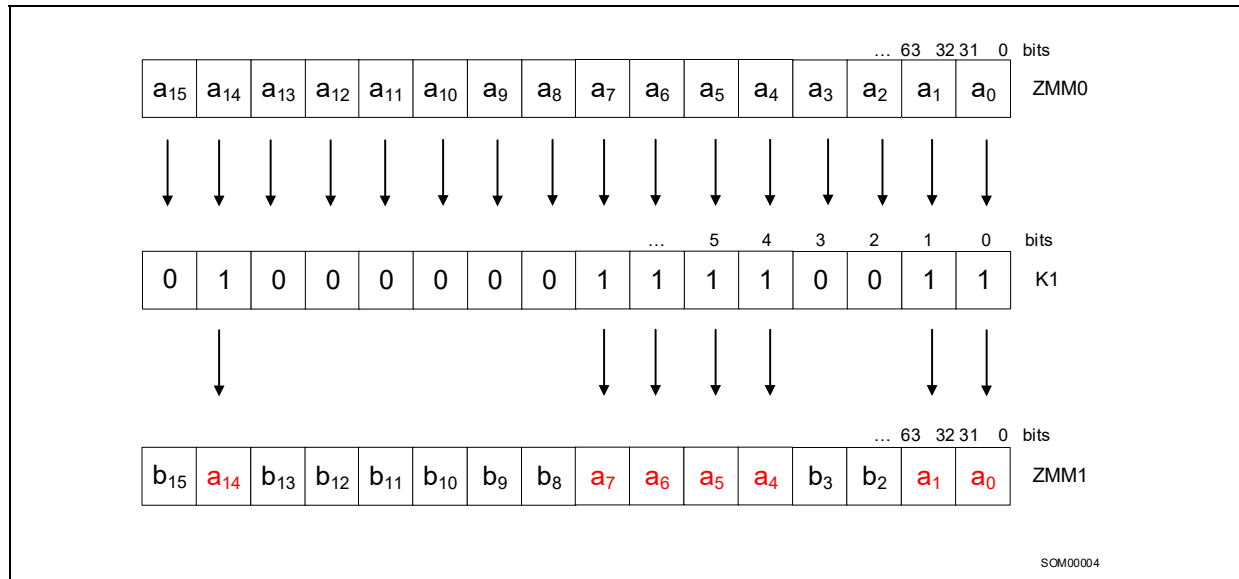 ... 63 32 31 0 bits
a15 a14 a13 a12 a11 a10 a9 a8 a7 a6 a5 a4 a3 a2 a1 a0 ZMM0
... 5 4 3 2 1 0 bits
0 1 0 0 0 0 0 0 1 1 1 1 0 0 1 1 K1
... 63 32 31 0 bits
b15 a14 b13 b12 b11 b10 b9 b8 a7 a6 a5 a4 b3 b2 a1 a0 ZMM1
SOM00004